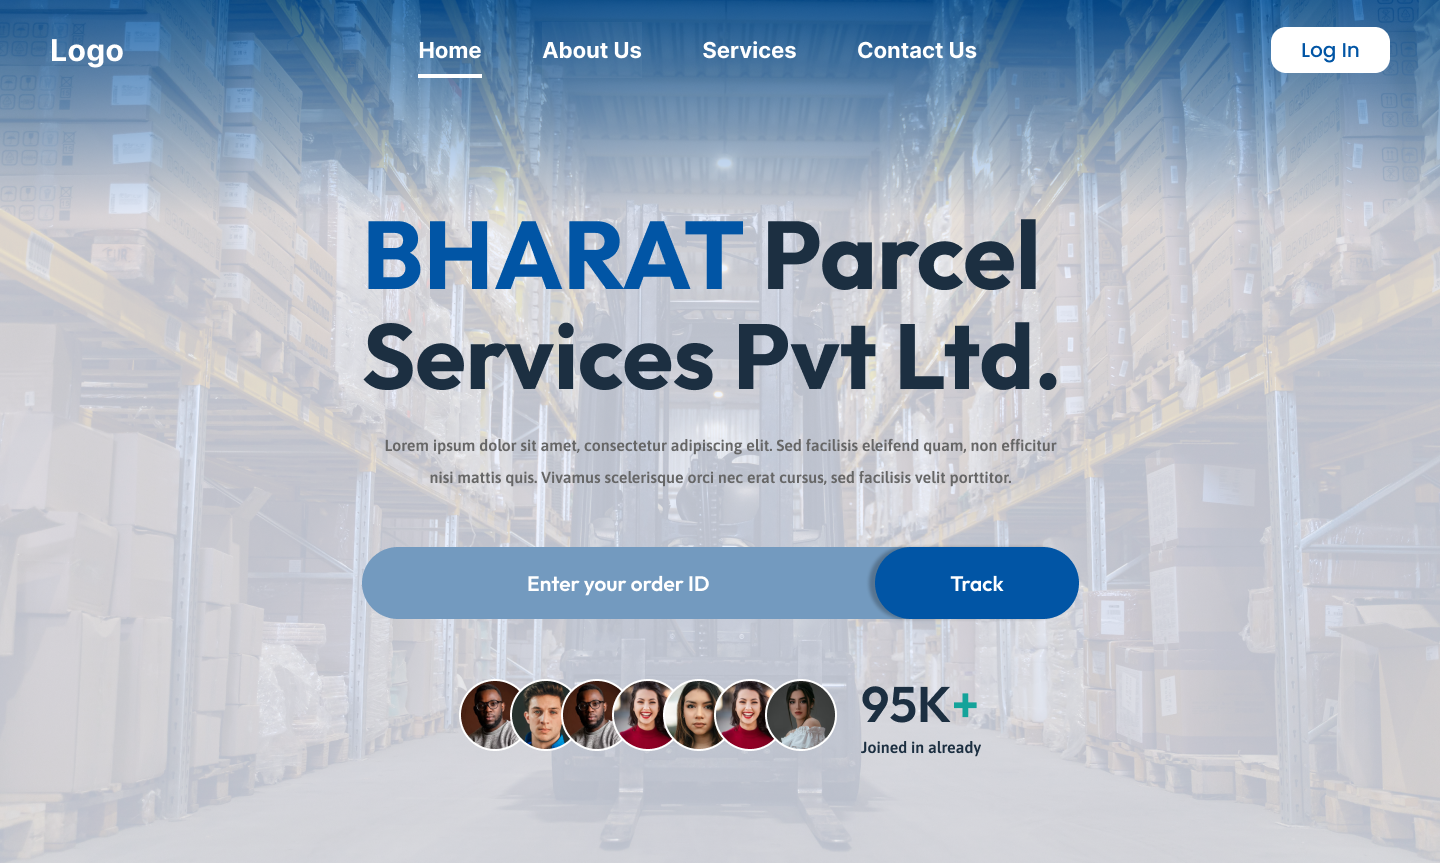 Logo
Home
About Us
Services
Contact Us
Log In
BHARAT Parcel
Services Pvt Ltd.
Lorem ipsum dolor sit amet, consectetur adipiscing elit. Sed facilisis eleifend quam, non efficitur
nisi mattis quis. Vivamus scelerisque orci nec erat cursus, sed facilisis velit porttitor.
Enter your order ID
Track
95K+
Joined in already